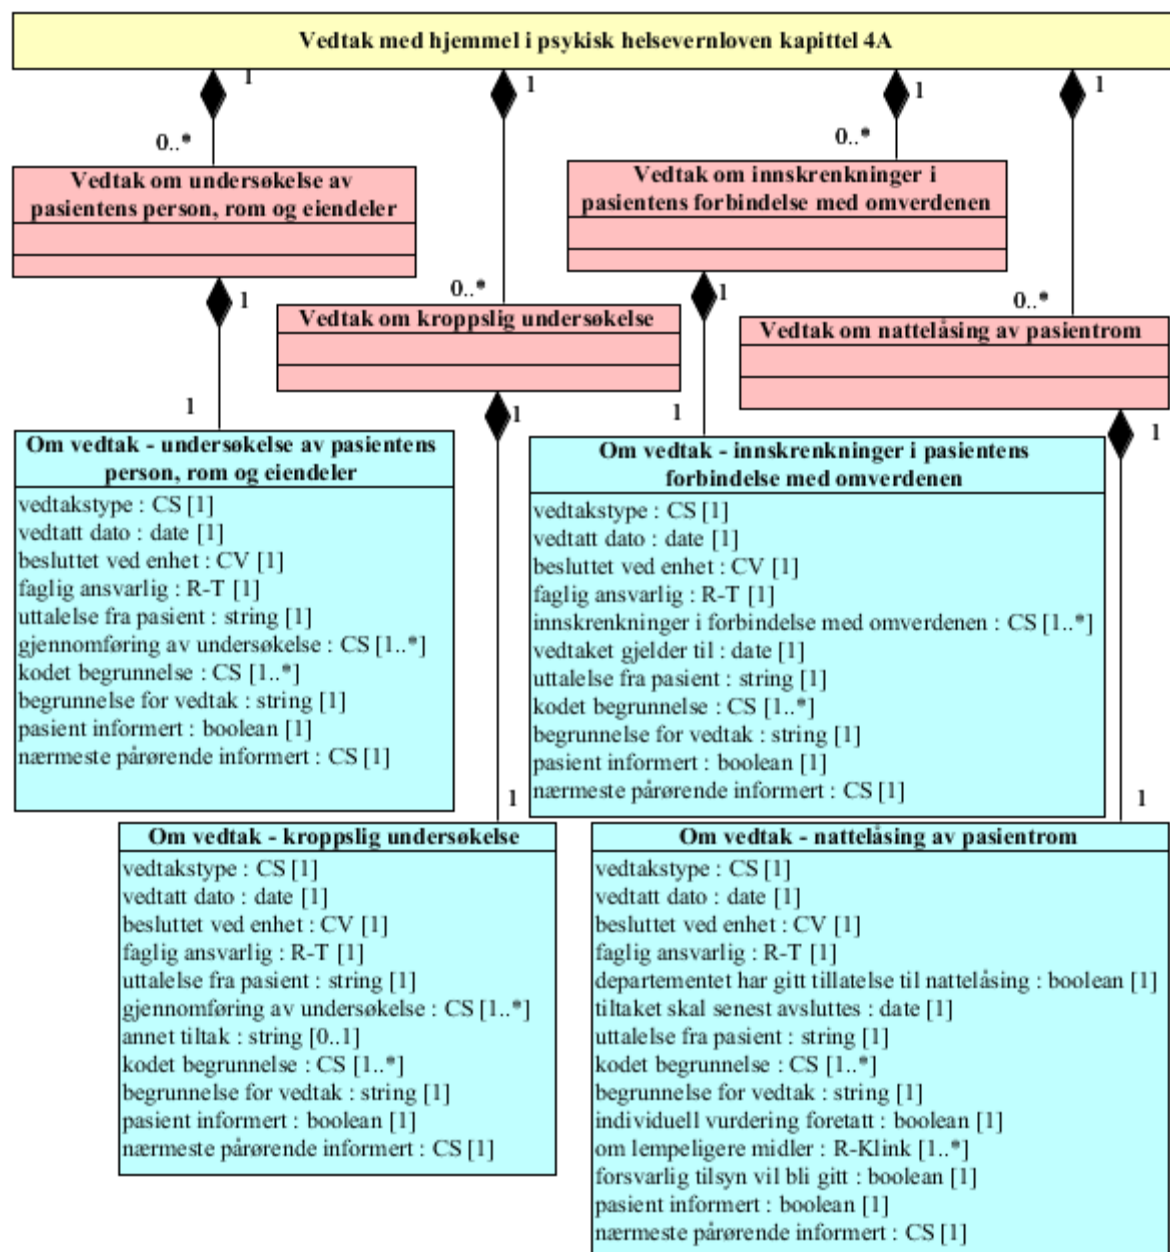 Vedtak med hjemmel i psykisk helsevernloven kapittel 4A
1
1
1
1
0..*
0..*
Vedtak om undersøkelse av
pasientens person, rom og eiendeler
Vedtak om innskrenkninger i
pasientens forbindelse med omverdenen
1
0..*
1
0..*
Vedtak om kroppslig undersøkelse
Vedtak om nattelåsing av pasientrom
1
1
1
1
Om vedtak - undersøkelse av pasientens
person, rom og eiendeler
vedtakstype : CS [1]
vedtatt dato : date [1]
besluttet ved enhet : CV [1]
faglig ansvarlig : R-T [1]
uttalelse fra pasient : string [1]
gjennomføring av undersøkelse : CS [1..*]
kodet begrunnelse : CS [1..*]
begrunnelse for vedtak : string [1]
pasient informert : boolean [1]
nærmeste pårørende informert : CS [1]
Om vedtak - innskrenkninger i pasientens
forbindelse med omverdenen
vedtakstype : CS [1]
vedtatt dato : date [1]
besluttet ved enhet : CV [1]
faglig ansvarlig : R-T [1]
innskrenkninger i forbindelse med omverdenen : CS [1..*]
vedtaket gjelder til : date [1]
uttalelse fra pasient : string [1]
kodet begrunnelse : CS [1..*]
begrunnelse for vedtak : string [1]
pasient informert : boolean [1]
nærmeste pårørende informert : CS [1]
1
1
Om vedtak - kroppslig undersøkelse
vedtakstype : CS [1]
vedtatt dato : date [1]
besluttet ved enhet : CV [1]
faglig ansvarlig : R-T [1]
uttalelse fra pasient : string [1]
gjennomføring av undersøkelse : CS [1..*]
annet tiltak : string [0..1]
kodet begrunnelse : CS [1..*]
begrunnelse for vedtak : string [1]
pasient informert : boolean [1]
nærmeste pårørende informert : CS [1]
Om vedtak - nattelåsing av pasientrom
vedtakstype : CS [1]
vedtatt dato : date [1]
besluttet ved enhet : CV [1]
faglig ansvarlig : R-T [1]
departementet har gitt tillatelse til nattelåsing : boolean [1]
tiltaket skal senest avsluttes : date [1]
uttalelse fra pasient : string [1]
kodet begrunnelse : CS [1..*]
begrunnelse for vedtak : string [1]
individuell vurdering foretatt : boolean [1]
om lempeligere midler : R-Klink [1..*]
forsvarlig tilsyn vil bli gitt : boolean [1]
pasient informert : boolean [1]
nærmeste pårørende informert : CS [1]